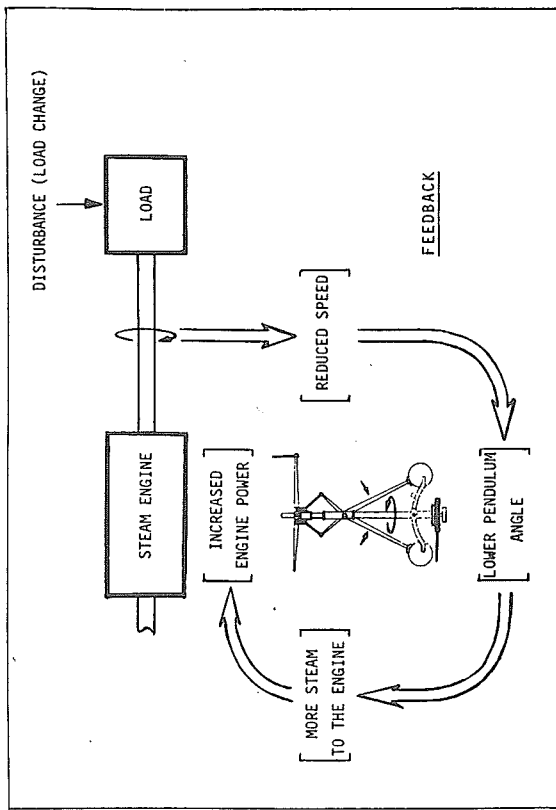 DISTURBANCE (LOAD CHANGE)
STEAM ENGINE
LOAD
INCREASED
ENGINE POWER
REDUCED SPEED
MORE STEAM
TO THE ENGINE
LOWER PENDULUM
ANGLE
FEEDBACK